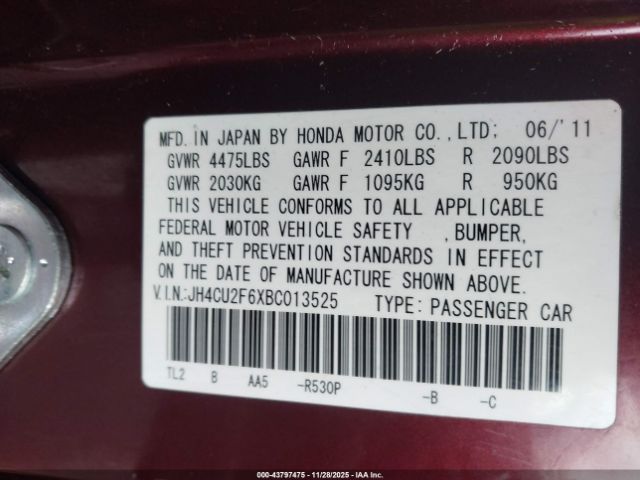 MFD. IN JAPAN BY HONDA MOTOR CO., LTD; 06/'11
GVWR 4475LBS GAWR F 2410LBS R 2090LBS
GVWR 2030KG GAWR F 1095KG R 950KG
THIS VEHICLE CONFORMS TO ALL APPLICABLE
FEDERAL MOTOR VEHICLE SAFETY , BUMPER,
AND THEFT PREVENTION STANDARDS IN EFFECT
ON THE DATE OF MANUFACTURE SHOWN ABOVE.
V.I.N.:JH4CU2F6XBC013525 TYPE: PASSENGER CAR
TL2 B AA5 -R530P -B -C
000-43797475 - 11/28/2025 - IAA Inc.